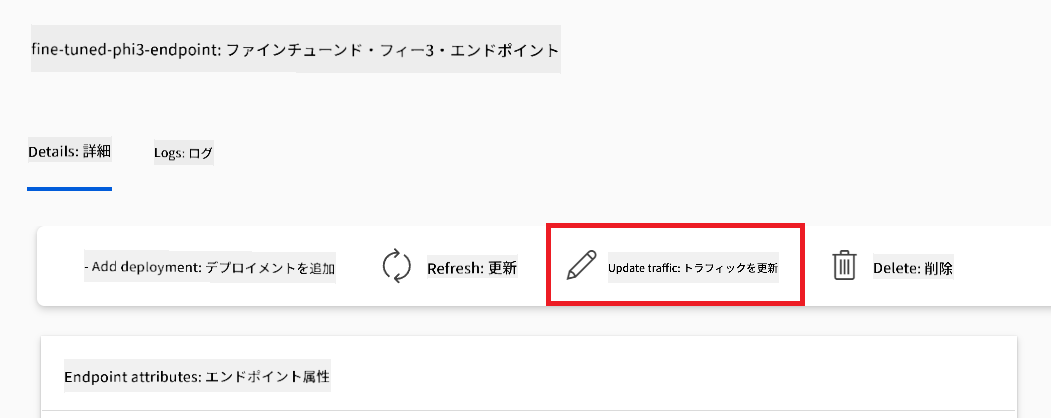 fine-tuned-phi3-endpoint: ファインチューンド・フィー3・エンドポイント
Details: 詳細
Logs: ログ
- Add deployment: デプロイメントを追加
Refresh: 更新
Update traffic: トラフィックを更新
Delete: 削除
Endpoint attributes: エンドポイント属性